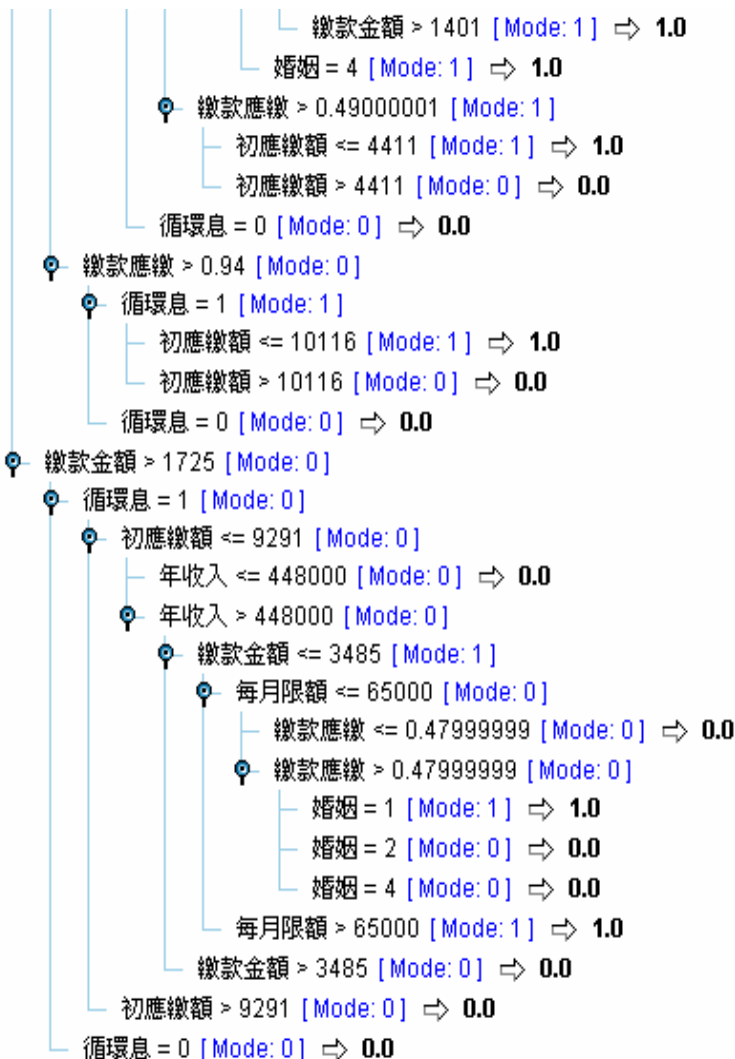 繳款金額 > 1401 [Mode: 1] ⇨ 1.0
婚姻 = 4 [Mode: 1] ⇨ 1.0
繳款應繳 > 0.49000001 [Mode: 1]
初應繳額 <= 4411 [Mode: 1] ⇨ 1.0
初應繳額 > 4411 [Mode: 0] ⇨ 0.0
循環息 = 0 [Mode: 0] ⇨ 0.0
繳款應繳 > 0.94 [Mode: 0]
循環息 = 1 [Mode: 1]
初應繳額 <= 10116 [Mode: 1] ⇨ 1.0
初應繳額 > 10116 [Mode: 0] ⇨ 0.0
循環息 = 0 [Mode: 0] ⇨ 0.0
繳款金額 > 1725 [Mode: 0]
循環息 = 1 [Mode: 0]
初應繳額 <= 9291 [Mode: 0]
年收入 <= 448000 [Mode: 0] ⇨ 0.0
年收入 > 448000 [Mode: 0]
繳款金額 <= 3485 [Mode: 1]
每月限額 <= 65000 [Mode: 0]
繳款應繳 <= 0.47999999 [Mode: 0] ⇨ 0.0
繳款應繳 > 0.47999999 [Mode: 0]
婚姻 = 1 [Mode: 1] ⇨ 1.0
婚姻 = 2 [Mode: 0] ⇨ 0.0
婚姻 = 4 [Mode: 0] ⇨ 0.0
每月限額 > 65000 [Mode: 1] ⇨ 1.0
繳款金額 > 3485 [Mode: 0] ⇨ 0.0
初應繳額 > 9291 [Mode: 0] ⇨ 0.0
循環息 = 0 [Mode: 0] ⇨ 0.0